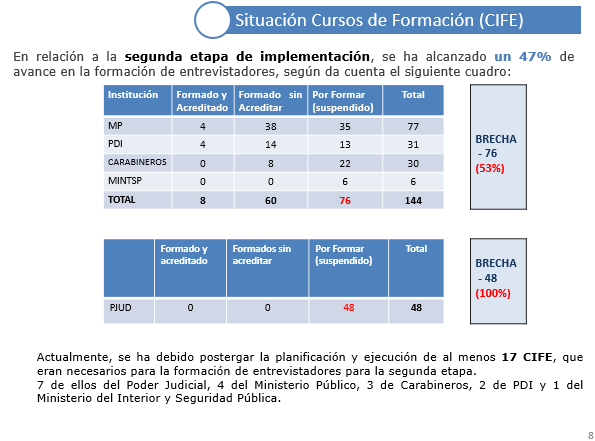 Situación Cursos de Formación (CIFE)
En relación a la segunda etapa de implementación, se ha alcanzado un 47% de
avance en la formación de entrevistadores, según da cuenta el siguiente cuadro:
Institución Formado y Acreditado Formado sin Acreditar Por Formar (suspendido) Total
MP 4 38 35 77
PDI 4 14 13 31
CARABINEROS 0 8 22 30
MINTSP 0 0 6 6
TOTAL 8 60 76 144
BRECHA
- 76
(53%)
Formado y acreditado Formados sin acreditar Por Formar (suspendido) Total
PJUD 0 0 48 48
BRECHA
- 48
(100%)
Actualmente, se ha debido postergar la planificación y ejecución de al menos 17 CIFE, que
eran necesarios para la formación de entrevistadores para la segunda etapa.
7 de ellos del Poder Judicial, 4 del Ministerio Público, 3 de Carabineros, 2 de PDI y 1 del
Ministerio del Interior y Seguridad Pública.
8